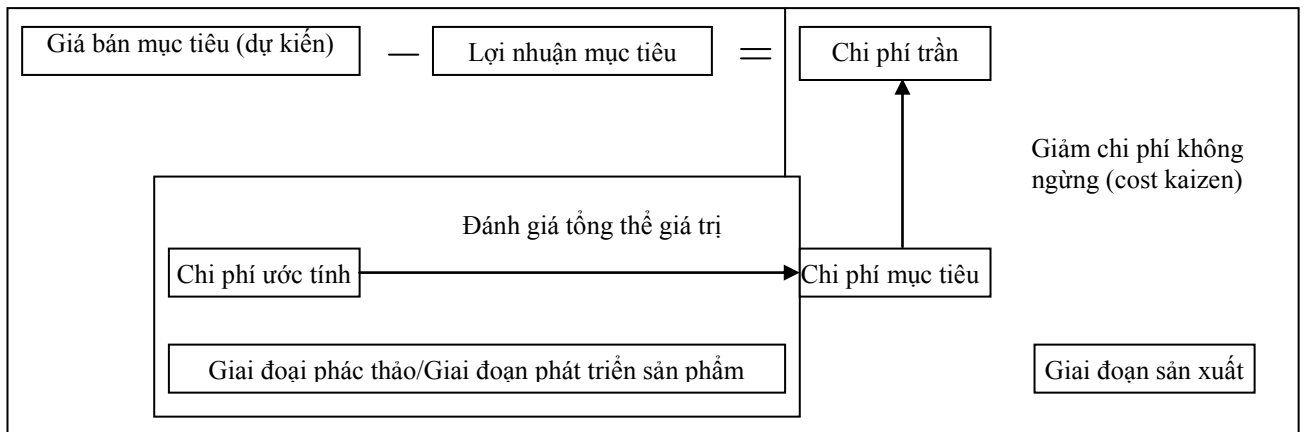 Giá bán mục tiêu (dự kiến)
–
Lợi nhuận mục tiêu
=
Chi phí trần
Giảm chi phí không
ngừng (cost kaizen)
Đánh giá tổng thể giá trị
Chi phí ước tính
Chi phí mục tiêu
Giai đoại phác thảo/Giai đoạn phát triển sản phẩm
Giai đoạn sản xuất